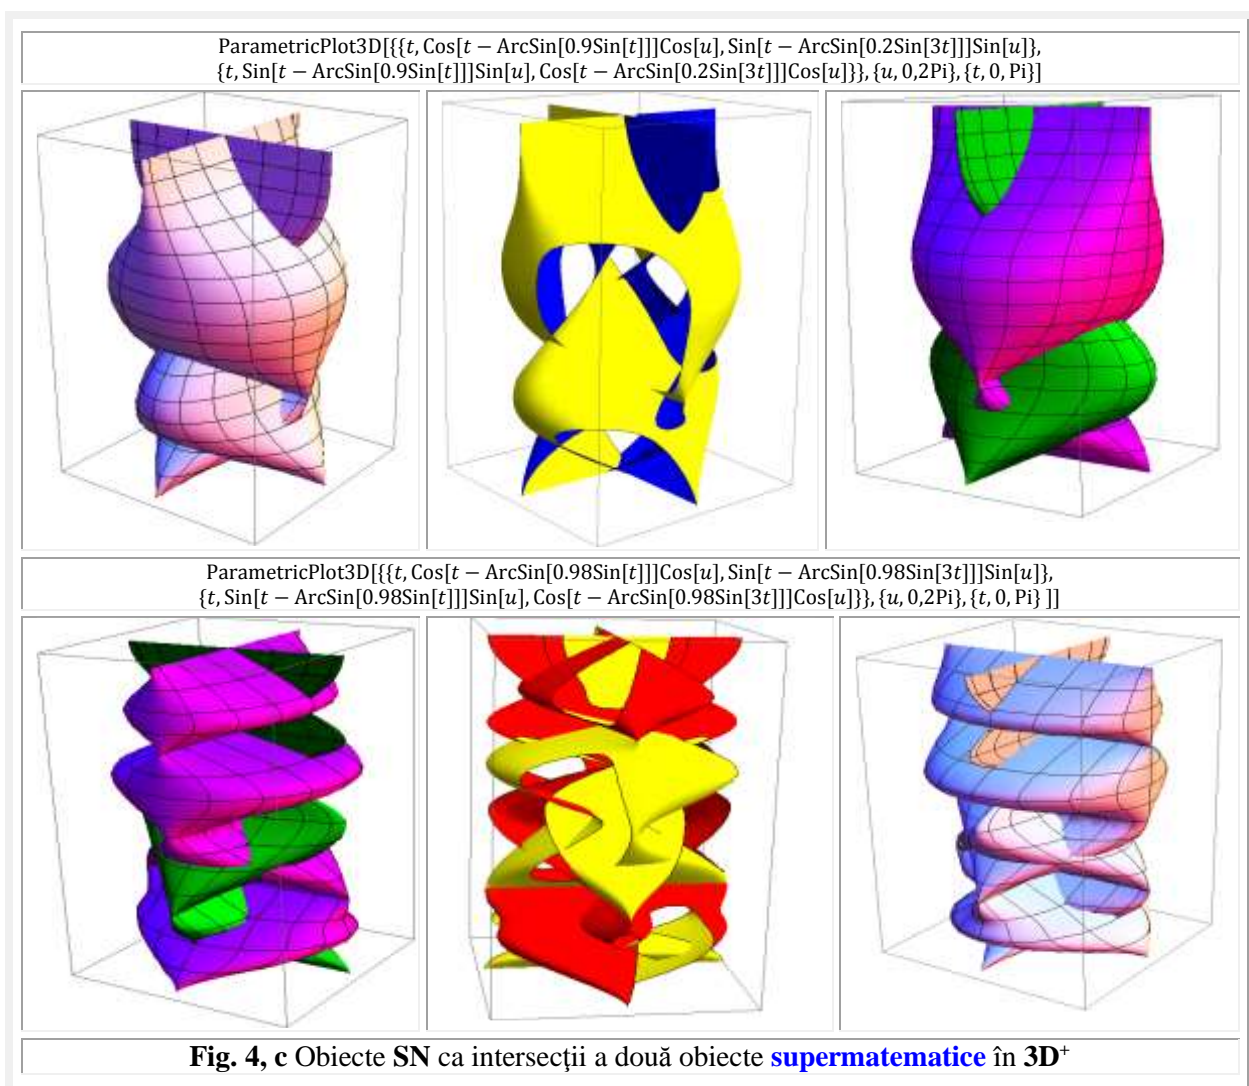 ParametricPlot3D[{{t, Cos[t − ArcSin[0.9Sin[t]]]Cos[u], Sin[t − ArcSin[0.2Sin[3t]]]Sin[u]},
{t, Sin[t − ArcSin[0.9Sin[t]]]Sin[u], Cos[t − ArcSin[0.2Sin[3t]]]Cos[u]}}, {u, 0,2Pi}, {t, 0, Pi}]
ParametricPlot3D[{{t, Cos[t − ArcSin[0.98Sin[t]]]Cos[u], Sin[t − ArcSin[0.98Sin[3t]]]Sin[u]},
{t, Sin[t − ArcSin[0.98Sin[t]]]Sin[u], Cos[t − ArcSin[0.98Sin[3t]]]Cos[u]}}, {u, 0,2Pi}, {t, 0, Pi} ]]
Fig. 4, c Obiecte SN ca intersecţii a două obiecte supermatematice în 3D⁺